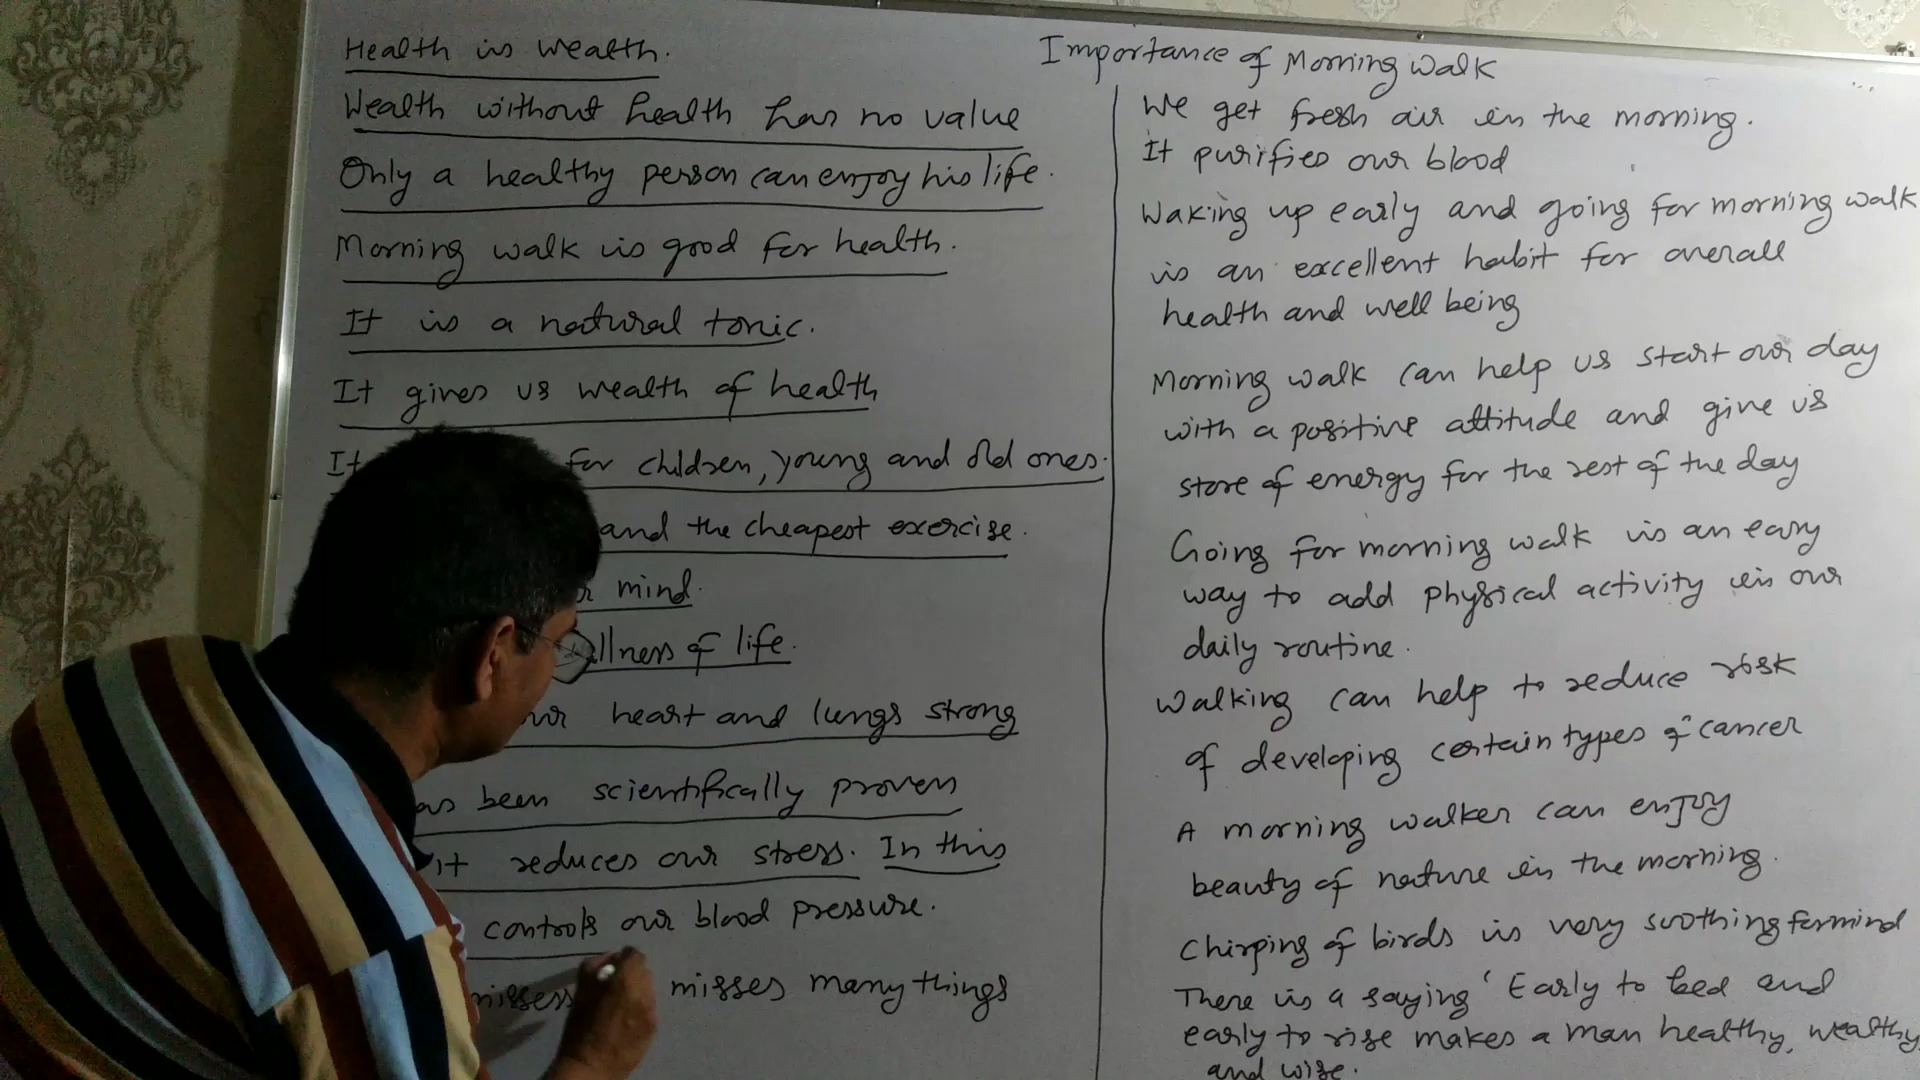 Importance of Morning Walk
Health is wealth.
Wealth without health has no value
Only a healthy person can enjoy his life.
Morning walk is good for health.
It is a natural tonic.
It gives us wealth of health
It for children, young and old ones.
and the cheapest exercise.
mind.
of life.
heart and lungs strong
been scientifically proven
it reduces our stress. In this
controls our blood pressure.
misses many things
We get fresh air in the morning.
It purifies our blood
Waking up early and going for morning walk
is an excellent habit for overall
health and well being
Morning walk can help us start our day
with a positive attitude and give us
store of energy for the rest of the day
Going for morning walk is an easy
way to add physical activity in our
daily routine.
Walking can help to reduce risk
of developing certain types of cancer
A morning walker can enjoy
beauty of nature in the morning.
Chirping of birds is very soothing for mind
There is a saying 'Early to bed and
early to rise makes a man healthy, wealthy
and wise.